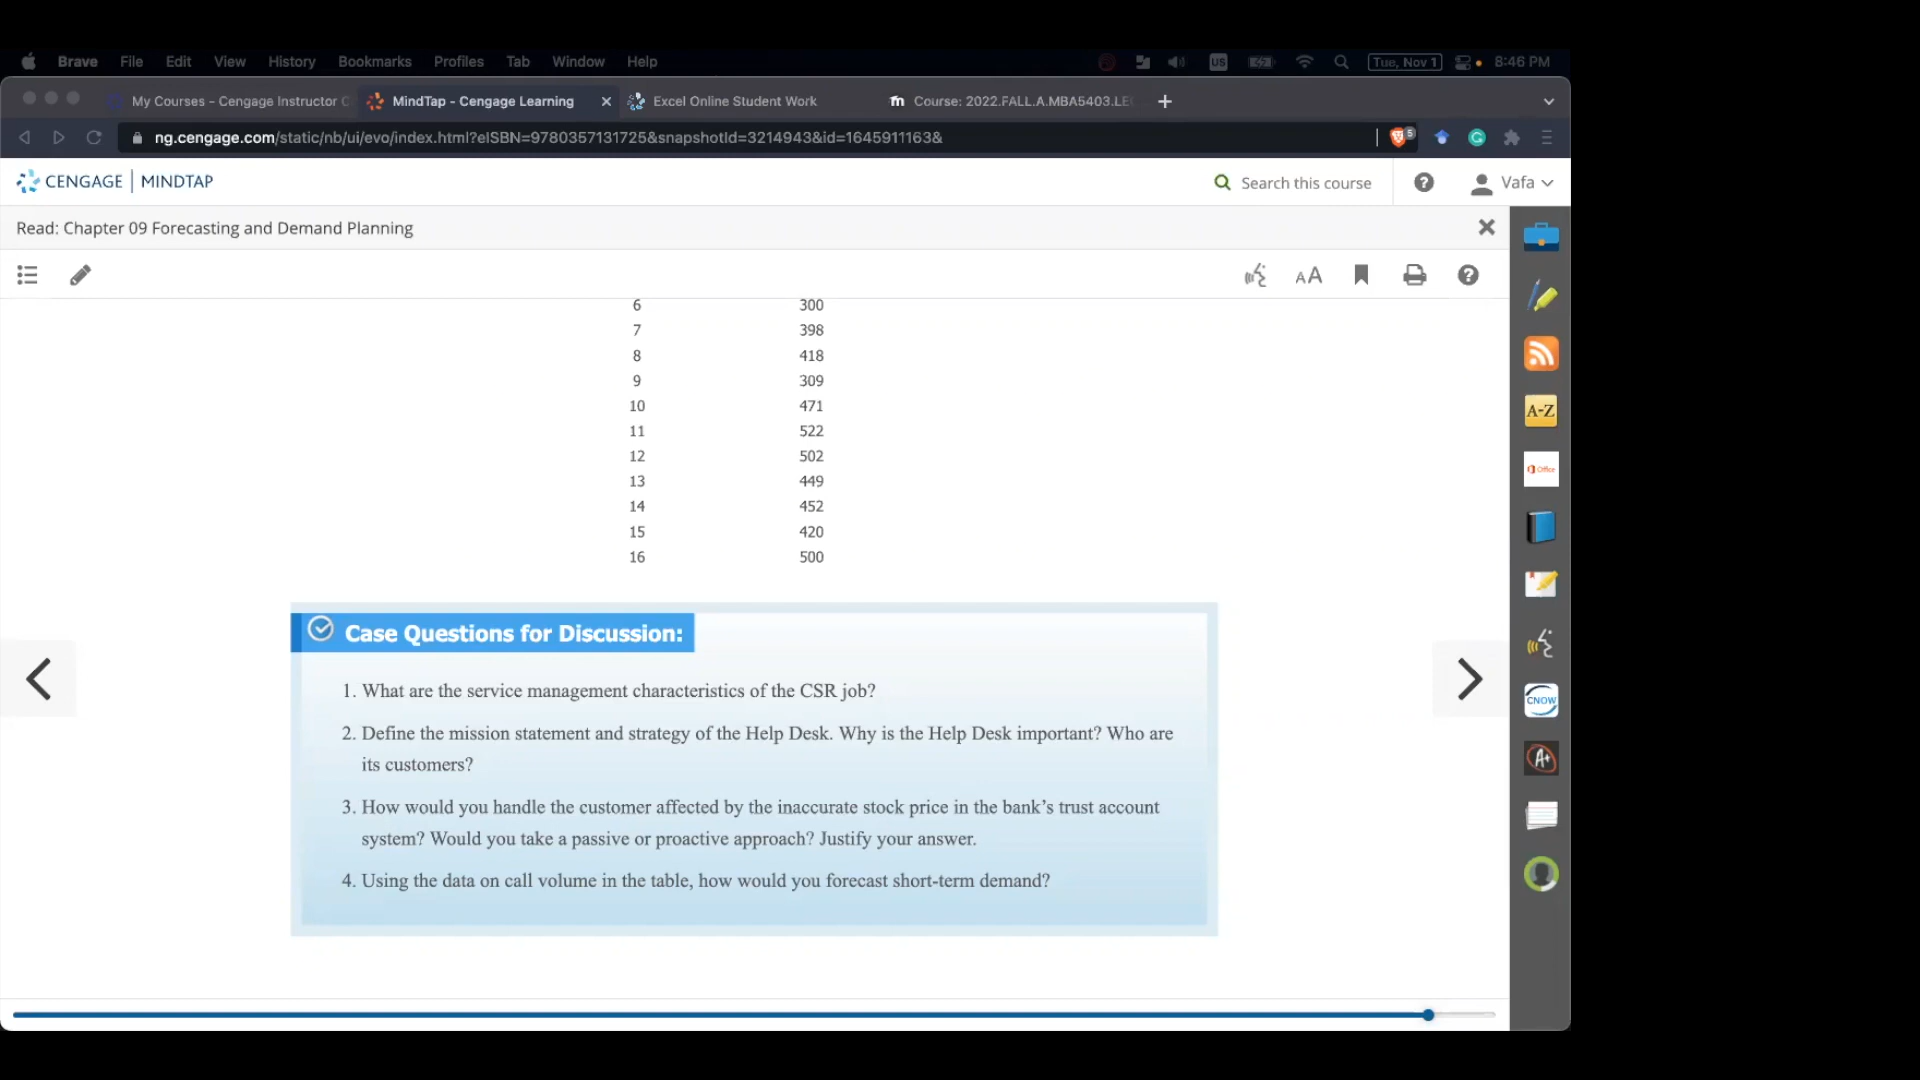 Brave File Edit View History Bookmarks Profiles Tab Window Help US Tue, Nov 1 8:46 PM
My Courses - Cengage Instructor C MindTap - Cengage Learning Excel Online Student Work Course: 2022.FALL.A.MBA5403.LE
ng.cengage.com/static/nb/ui/evo/index.html?eISBN=9780357131725&snapshotId=3214943&id=1645911163& 5
CENGAGE | MINDTAP Search this course Vafa
Read: Chapter 09 Forecasting and Demand Planning
AA
6 300
7 398
8 418
9 309
10 471
11 522
12 502
13 449
14 452
15 420
16 500
Case Questions for Discussion:
1. What are the service management characteristics of the CSR job?
2. Define the mission statement and strategy of the Help Desk. Why is the Help Desk important? Who are
its customers?
3. How would you handle the customer affected by the inaccurate stock price in the bank's trust account
system? Would you take a passive or proactive approach? Justify your answer.
4. Using the data on call volume in the table, how would you forecast short-term demand?
A-Z
Office
CNOW
A+